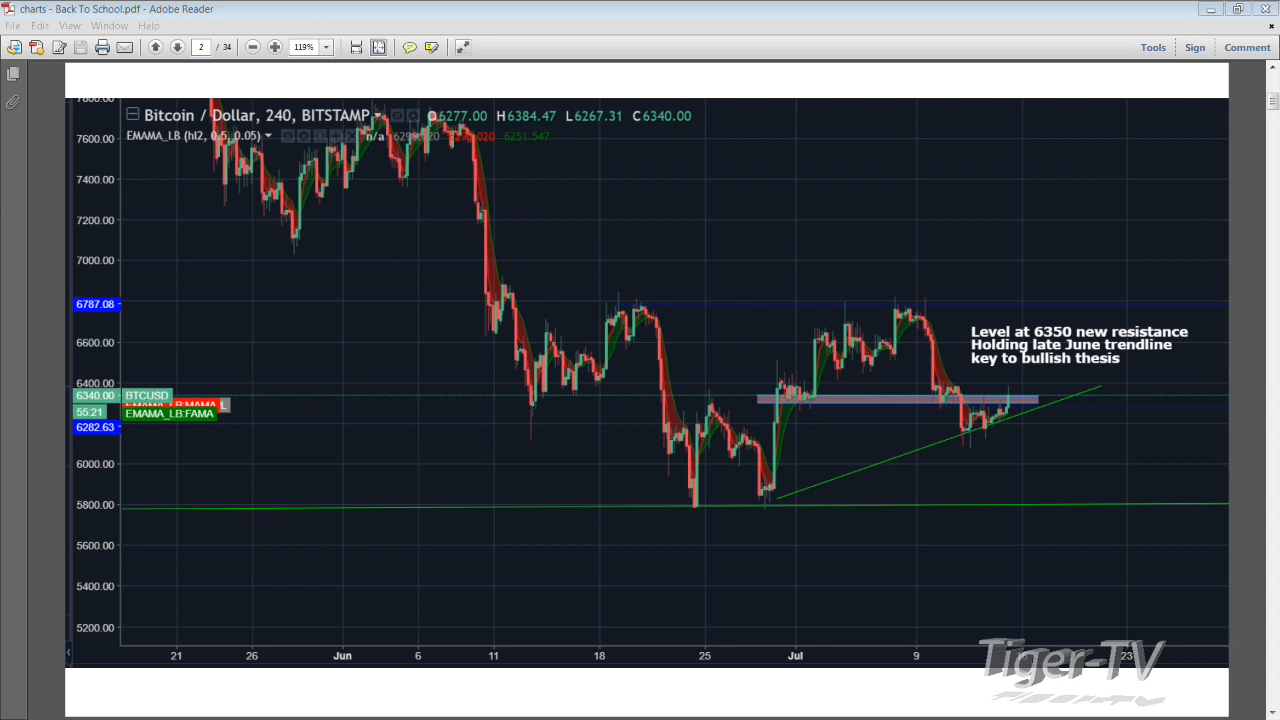 charts - Back To School.pdf - Adobe Reader
File Edit View Window Help
2 / 34 119% Tools Sign Comment
Bitcoin / Dollar, 240, BITSTAMP O6277.00 H6384.47 L6267.31 C6340.00
EMAMA_LB (hl2, 0.5, 0.05) n/a 6251.547
7800.00
7600.00
7400.00
7200.00
7000.00
6787.08
6600.00
Level at 6350 new resistance
Holding late June trendline
key to bullish thesis
6400.00
6340.00 BTCUSD
EMAMA_LB:MAMA
55.21 EMAMA_LB:FAMA
6282.63
6000.00
5800.00
5600.00
5400.00
5200.00
21 26 Jun 6 11 18 25 Jul 9 23
Tiger-TV